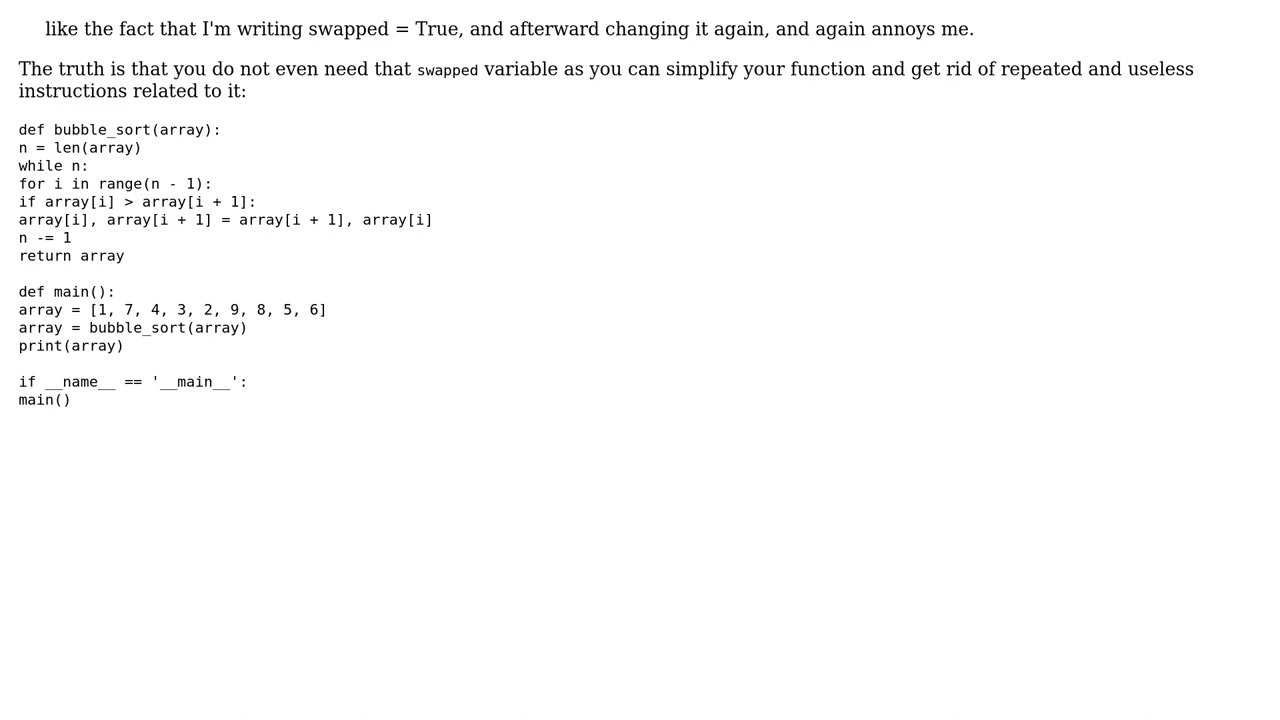 like the fact that I'm writing swapped = True, and afterward changing it again, and again annoys me.
The truth is that you do not even need that swapped variable as you can simplify your function and get rid of repeated and useless
instructions related to it:
def bubble_sort(array):
n = len(array)
while n:
for i in range(n - 1):
if array[i] > array[i + 1]:
array[i], array[i + 1] = array[i + 1], array[i]
n -= 1
return array
def main():
array = [1, 7, 4, 3, 2, 9, 8, 5, 6]
array = bubble_sort(array)
print(array)
if __name__ == '__main__':
main()